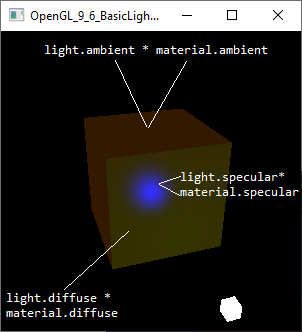 OpenGL_9_6_BasicLigh...
light.ambient * material.ambient
light.specular*
material.specular
light.diffuse *
material.diffuse